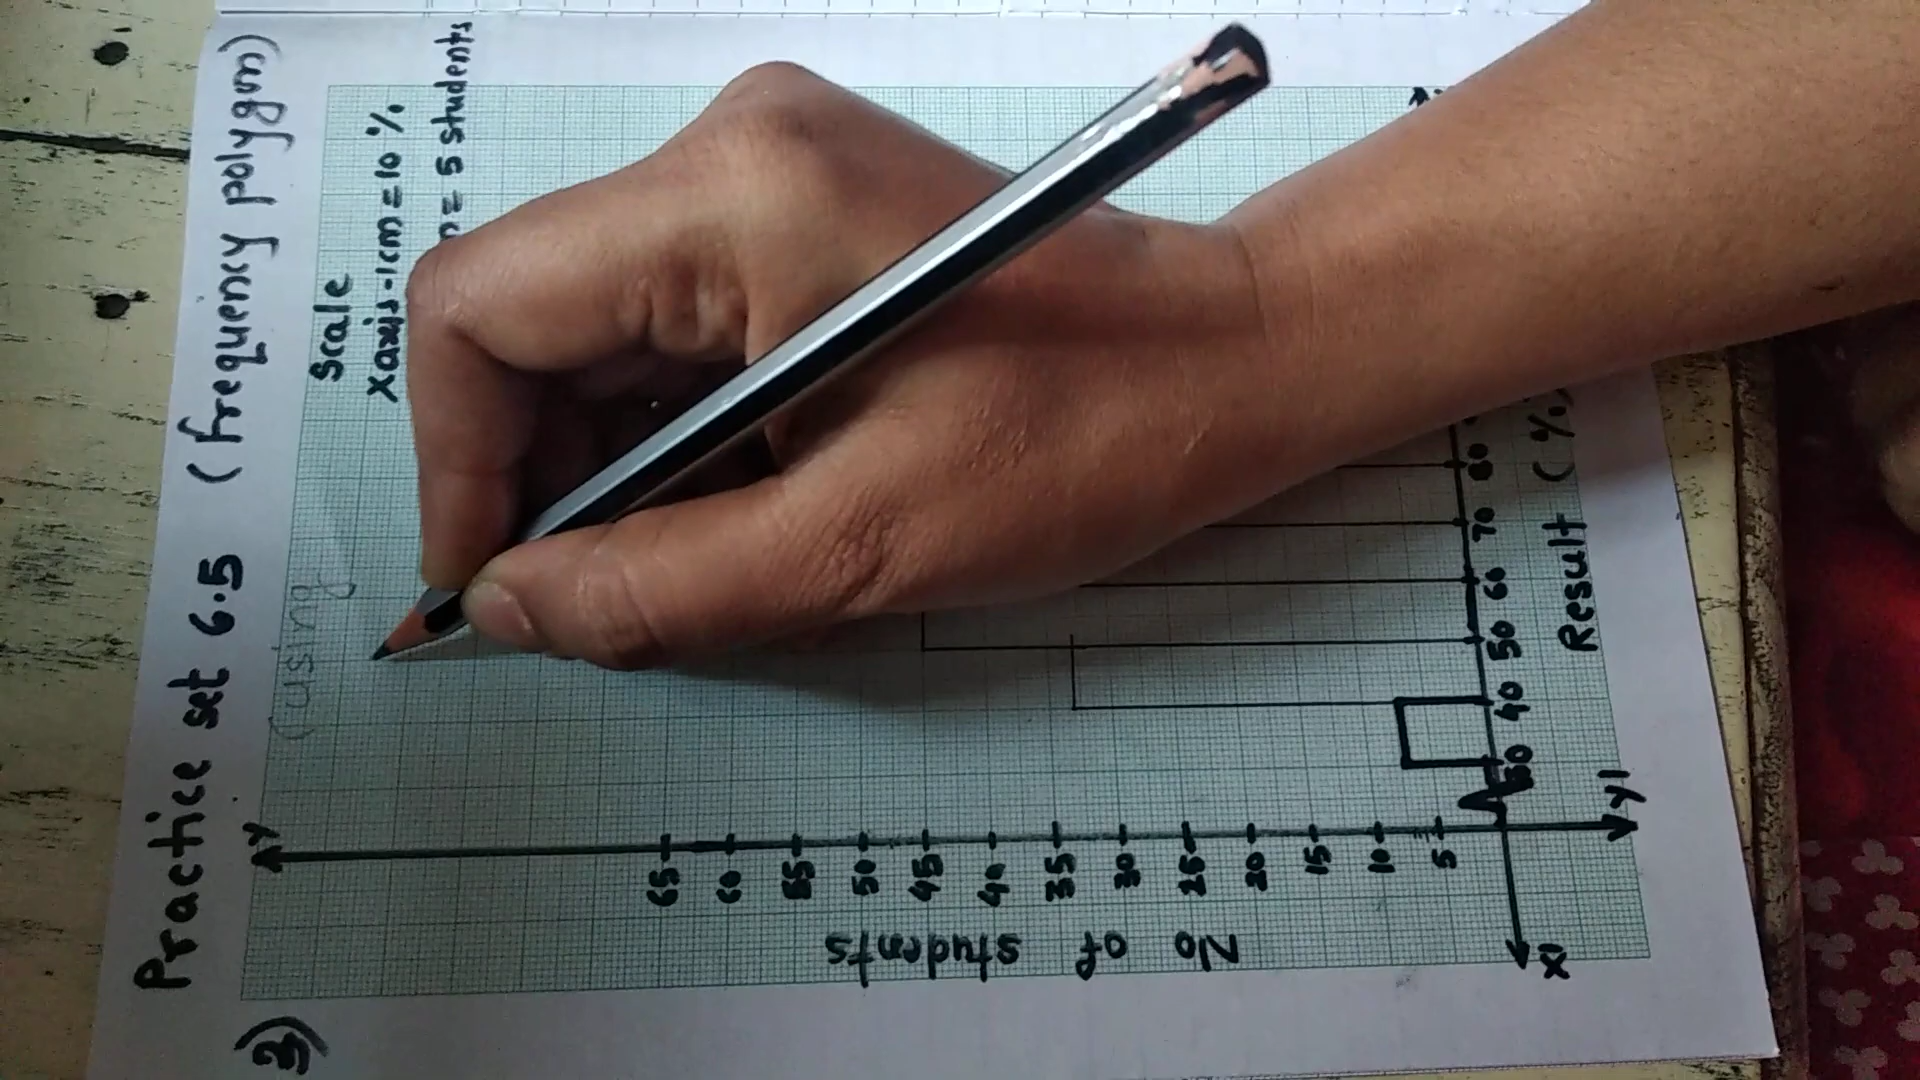 Practice set 6.5 (frequency polygon)
3)
(using
Scale
X axis - 1cm = 10 %
= 5 students
Y
65
60
55
50
45
40
35
30
25
20
15
10
5
No of students
X1
Y1
30 40 50 60 70 80
Result (%)